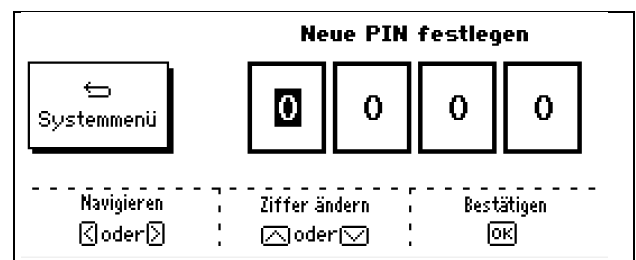 Neue PIN festlegen
Systemmenü
0 0 0 0
Navigieren
< oder >
Ziffer ändern
oder
Bestätigen
OK